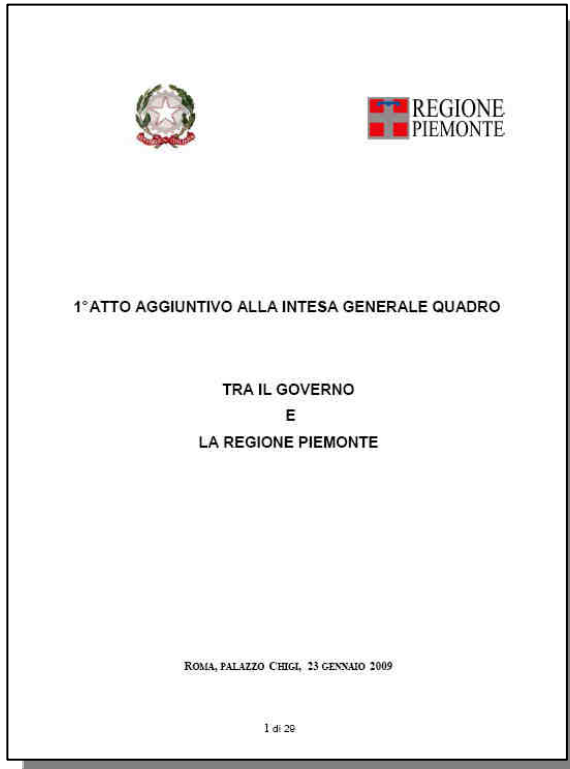 REGIONE
PIEMONTE
1° ATTO AGGIUNTIVO ALLA INTESA GENERALE QUADRO
TRA IL GOVERNO
E
LA REGIONE PIEMONTE
ROMA, PALAZZO CHIGI, 23 GENNAIO 2009
1 di 29